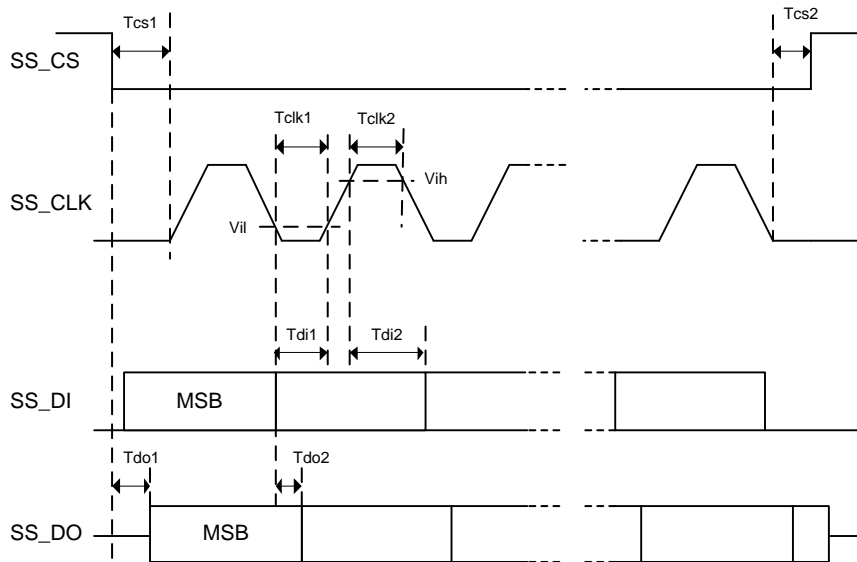 Tcs1
Tcs2
SS_CS
Tclk1
Tclk2
Vih
SS_CLK
Vil
Tdi1
Tdi2
SS_DI
MSB
Tdo1
Tdo2
SS_DO
MSB